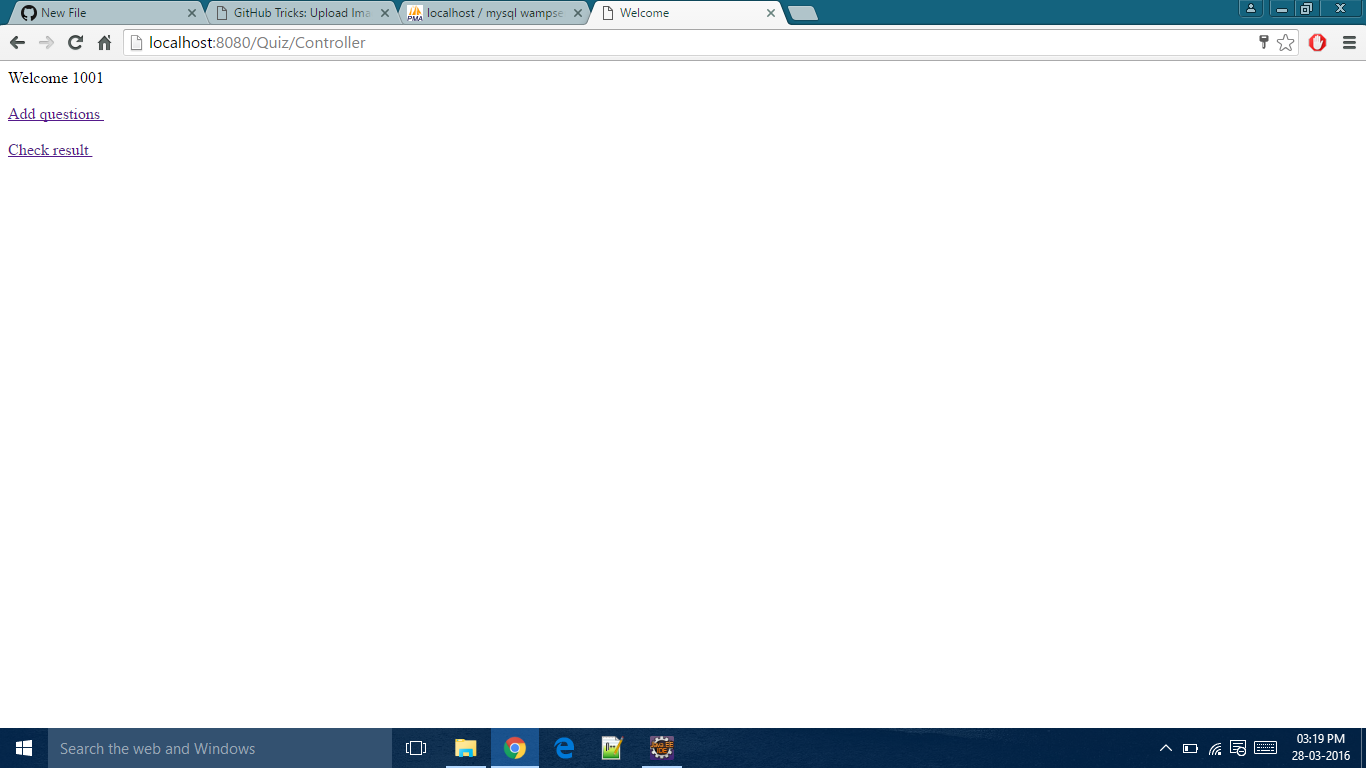 New File
GitHub Tricks: Upload Ima
localhost / mysql wampse
Welcome
localhost:8080/Quiz/Controller
Welcome 1001
Add questions
Check result
Search the web and Windows
03:19 PM
28-03-2016